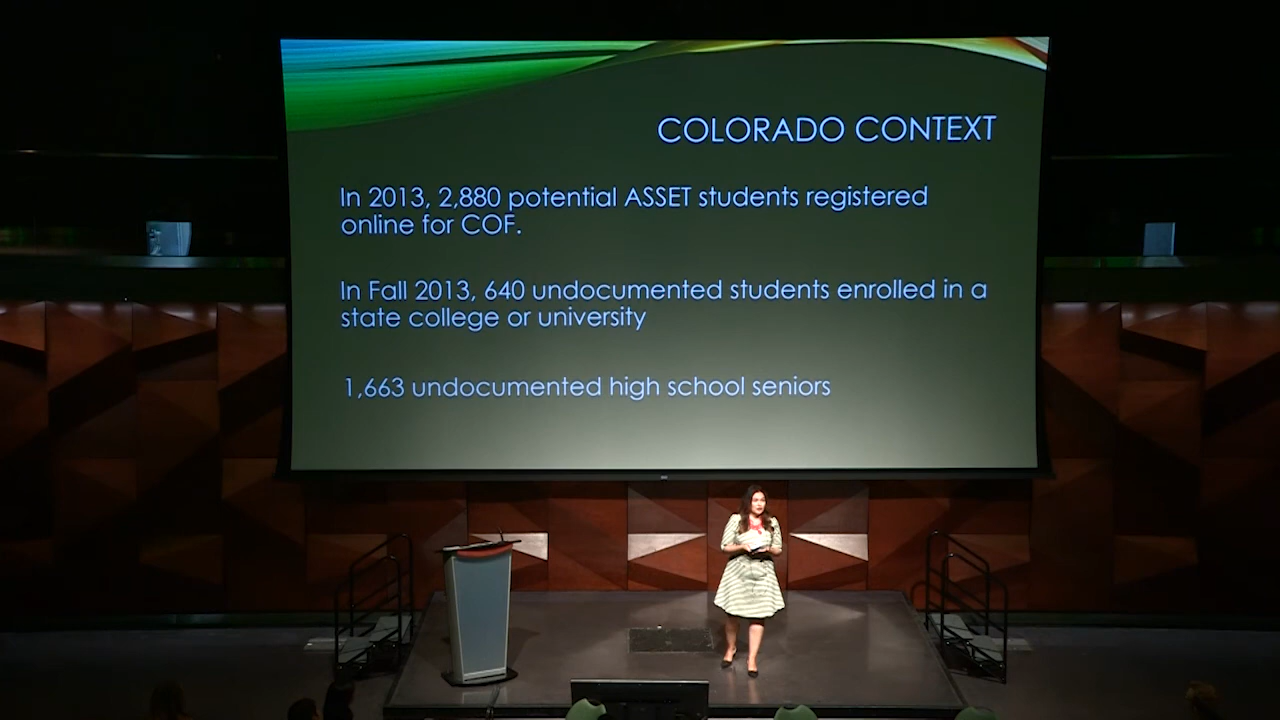 COLORADO CONTEXT
In 2013, 2,880 potential ASSET students registered
online for COF.
In Fall 2013, 640 undocumented students enrolled in a
state college or university
1,663 undocumented high school seniors